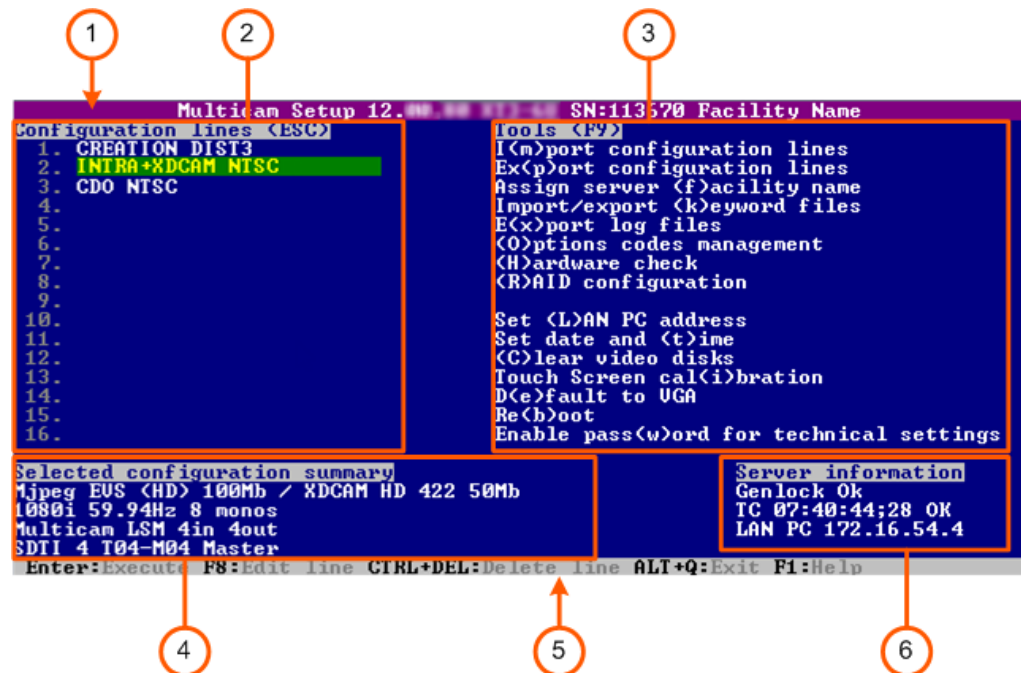 1 2 3
Multicam Setup 12. SN:113670 Facility Name
Configuration lines (ESC)
1. CREATION DIST3
2. INTRA+XDCAM NTSC
3. CDO NTSC
4.
5.
6.
7.
8.
9.
10.
11.
12.
13.
14.
15.
16.
Tools (F9)
I(m)port configuration lines
Ex(p)ort configuration lines
Assign server (f)acility name
Import/export (k)eyword files
E(x)port log files
(O)ptions codes management
(H)ardware check
(R)AID configuration
Set (L)AN PC address
Set date and (t)ime
(C)lear video disks
Touch Screen cal(i)bration
D(e)fault to VGA
Re(b)oot
Enable pass(w)ord for technical settings
Selected configuration summary
Mjpeg EVS (HD) 100Mb / XDCAM HD 422 50Mb
1080i 59.94Hz 8 monos
Multicam LSM 4in 4out
SDTI 4 T04-M04 Master
Server information
Genlock Ok
TC 07:40:44;28 OK
LAN PC 172.16.54.4
Enter:Execute F8:Edit line CTRL+DEL:Delete line ALT+Q:Exit F1:Help
4 5 6